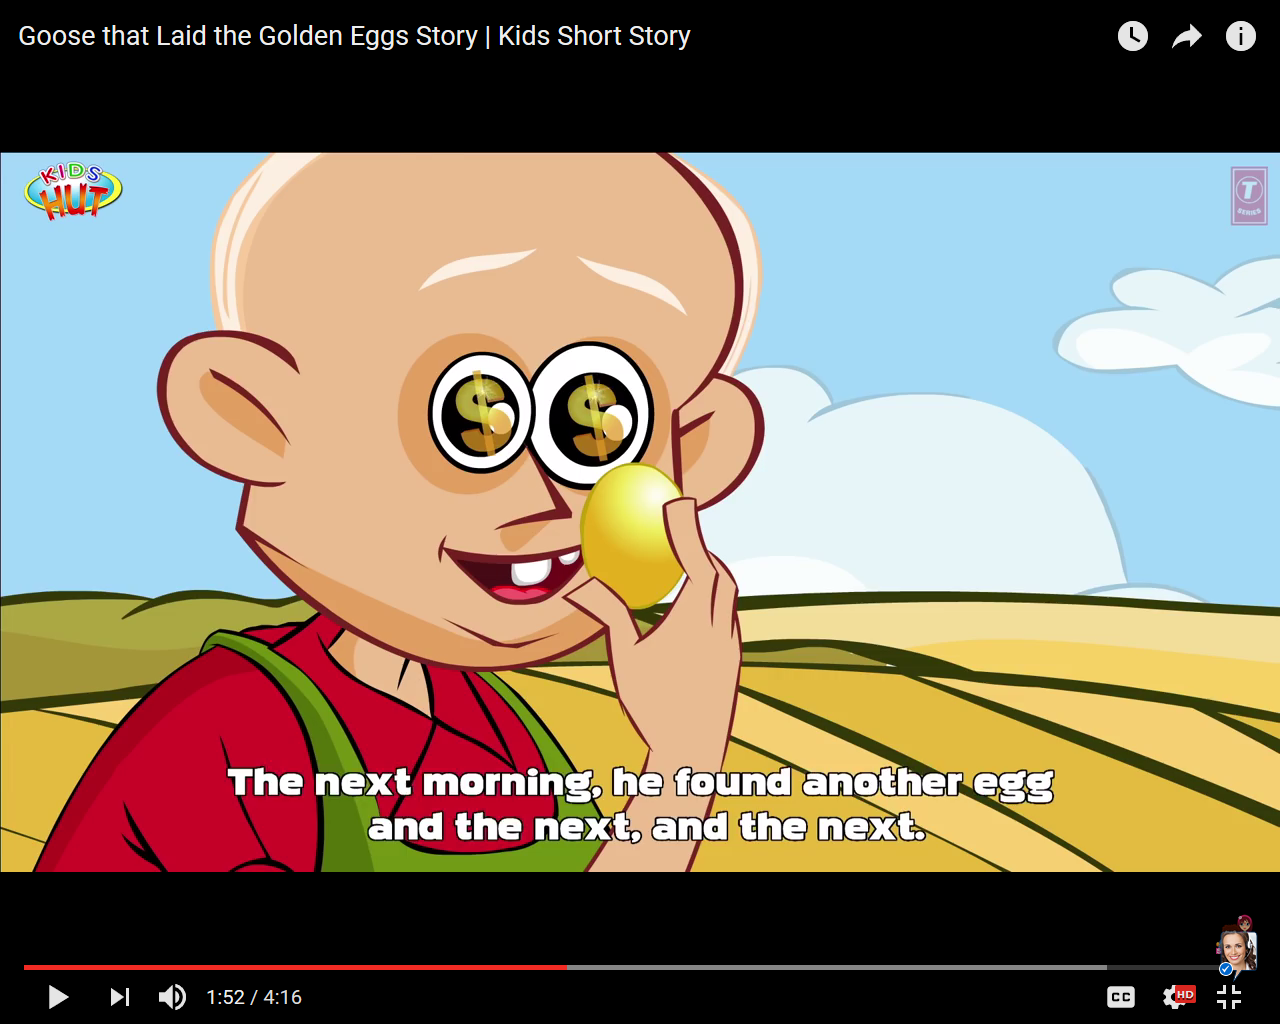 Goose that Laid the Golden Eggs Story | Kids Short Story
KIDS
HUT
T
SERIES
$ $
The next morning, he found another egg
and the next, and the next.
1:52 / 4:16
CC
HD